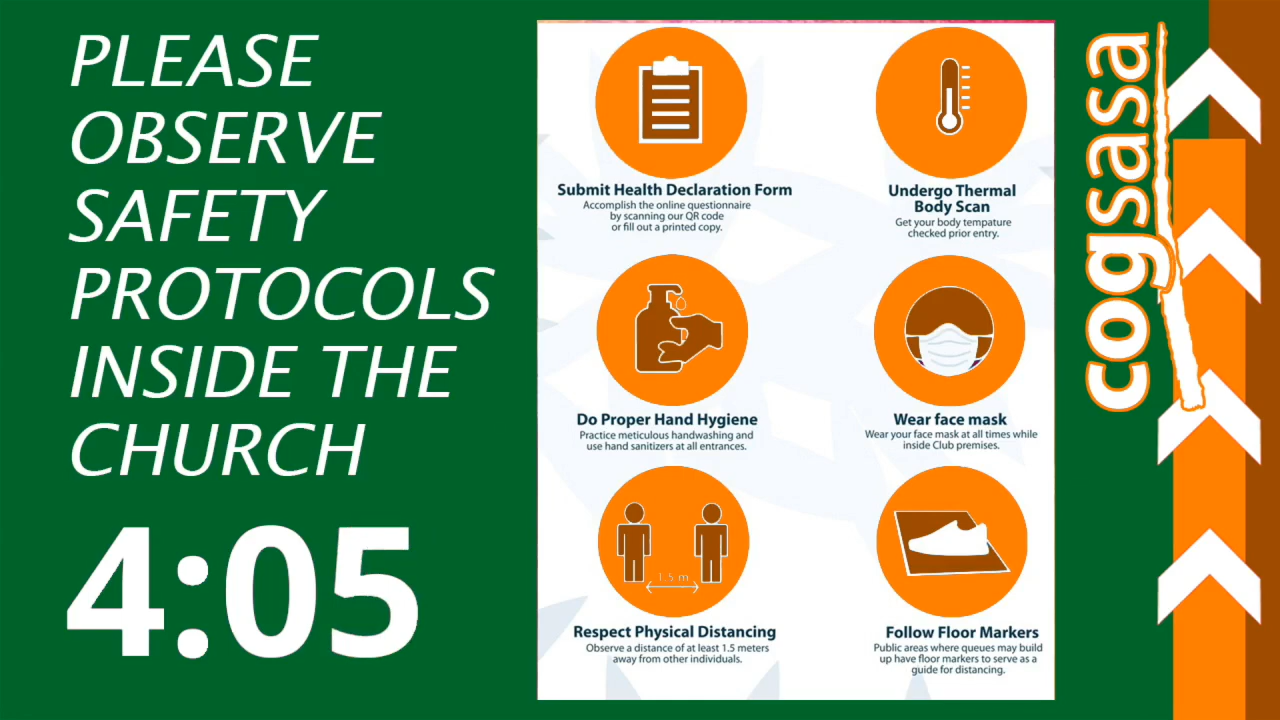 PLEASE
OBSERVE
SAFETY
PROTOCOLS
INSIDE THE
CHURCH
4:05
Submit Health Declaration Form
Accomplish the online questionnaire
by scanning our QR code
or fill out a printed copy.
Undergo Thermal
Body Scan
Get your body tempature
checked prior entry.
Do Proper Hand Hygiene
Practice meticulous handwashing and
use hand sanitizers at all entrances.
Wear face mask
Wear your face mask at all times while
inside Club premises.
1.5 m
Respect Physical Distancing
Observe a distance of at least 1.5 meters
away from other individuals.
Follow Floor Markers
Public areas where queues may build
up have floor markers to serve as a
guide for distancing.
cogsasa